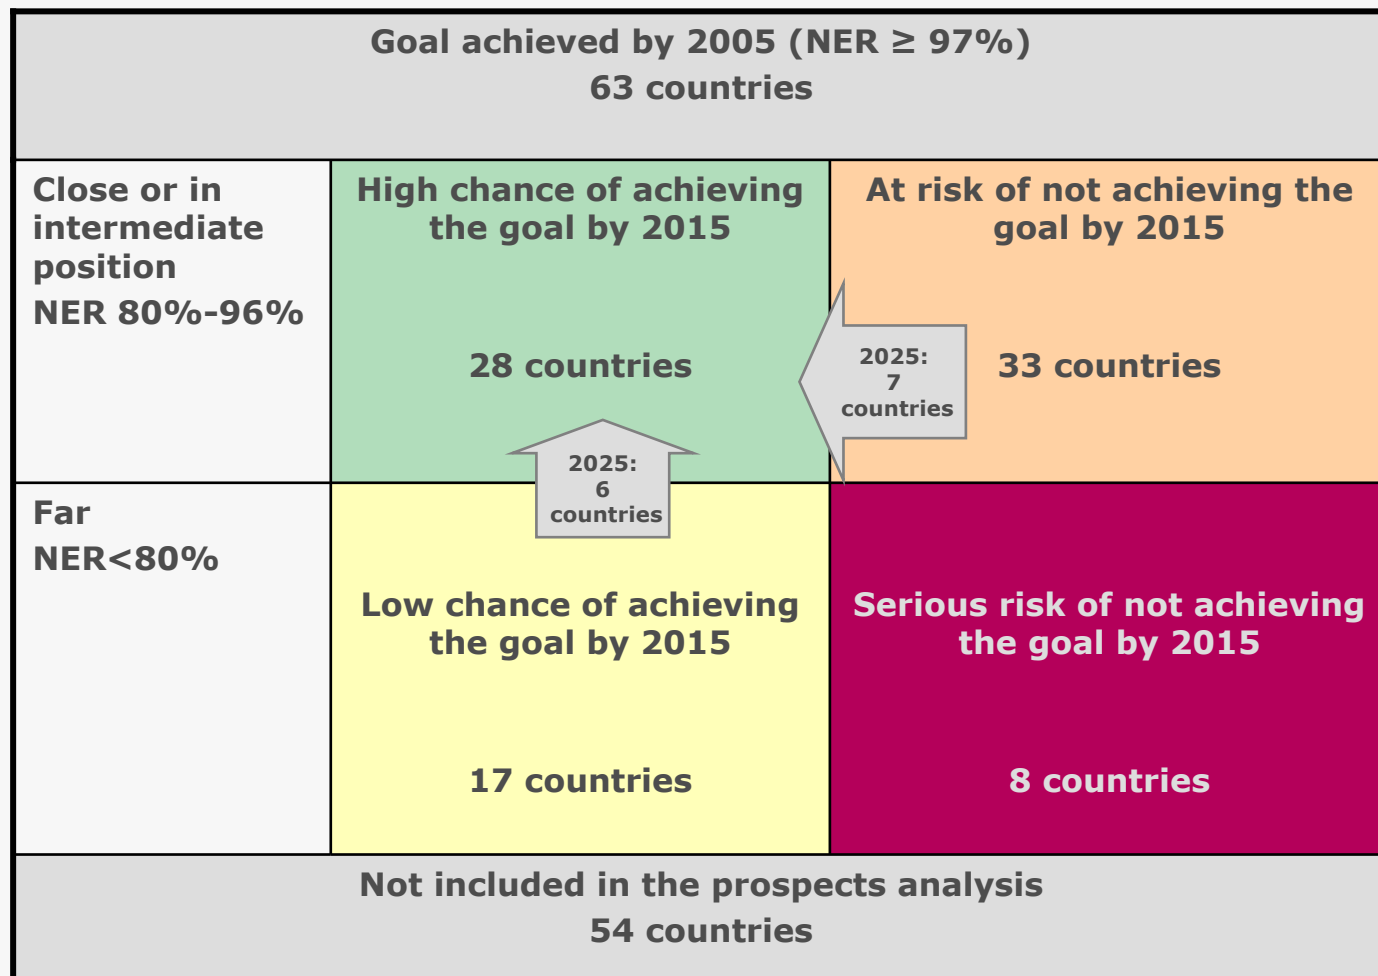 Goal achieved by 2005 (NER ≥ 97%)
63 countries
Close or in
intermediate
position
NER 80%-96%
High chance of achieving
the goal by 2015
28 countries
At risk of not achieving the
goal by 2015
2025:
7
countries
33 countries
2025:
6
countries
Far
NER<80%
Low chance of achieving
the goal by 2015
17 countries
Serious risk of not achieving
the goal by 2015
8 countries
Not included in the prospects analysis
54 countries